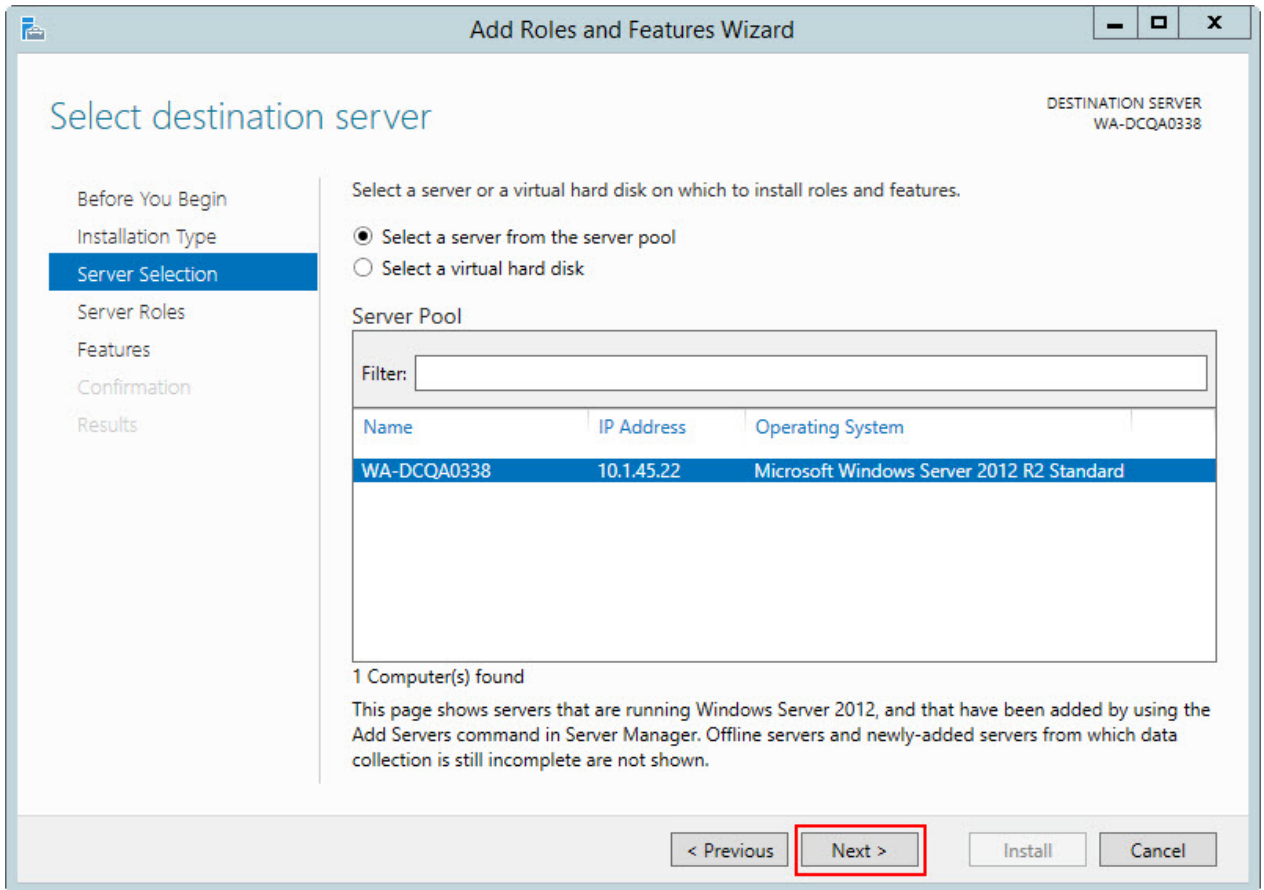 Add Roles and Features Wizard
Select destination server
DESTINATION SERVER
WA-DCQA0338
Before You Begin
Installation Type
Server Selection
Server Roles
Features
Confirmation
Results
Select a server or a virtual hard disk on which to install roles and features.
Select a server from the server pool
Select a virtual hard disk
Server Pool
Filter:
Name IP Address Operating System
WA-DCQA0338 10.1.45.22 Microsoft Windows Server 2012 R2 Standard
1 Computer(s) found
This page shows servers that are running Windows Server 2012, and that have been added by using the
Add Servers command in Server Manager. Offline servers and newly-added servers from which data
collection is still incomplete are not shown.
< Previous Next > Install Cancel